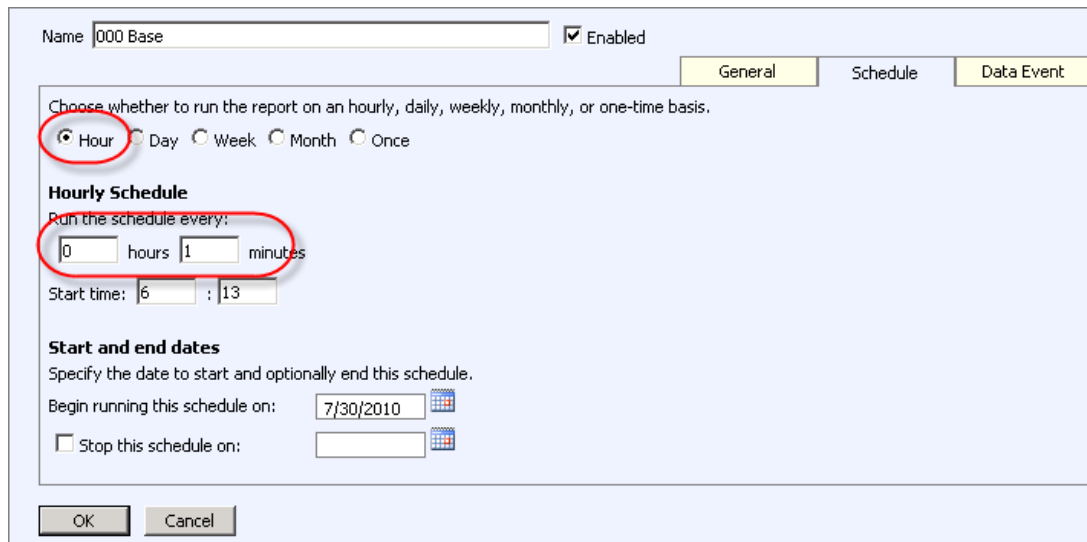 Name 000 Base Enabled
General Schedule Data Event
Choose whether to run the report on an hourly, daily, weekly, monthly, or one-time basis.
Hour Day Week Month Once
Hourly Schedule
Run the schedule every:
0 hours 1 minutes
Start time: 6 : 13
Start and end dates
Specify the date to start and optionally end this schedule.
Begin running this schedule on: 7/30/2010
Stop this schedule on:
OK Cancel